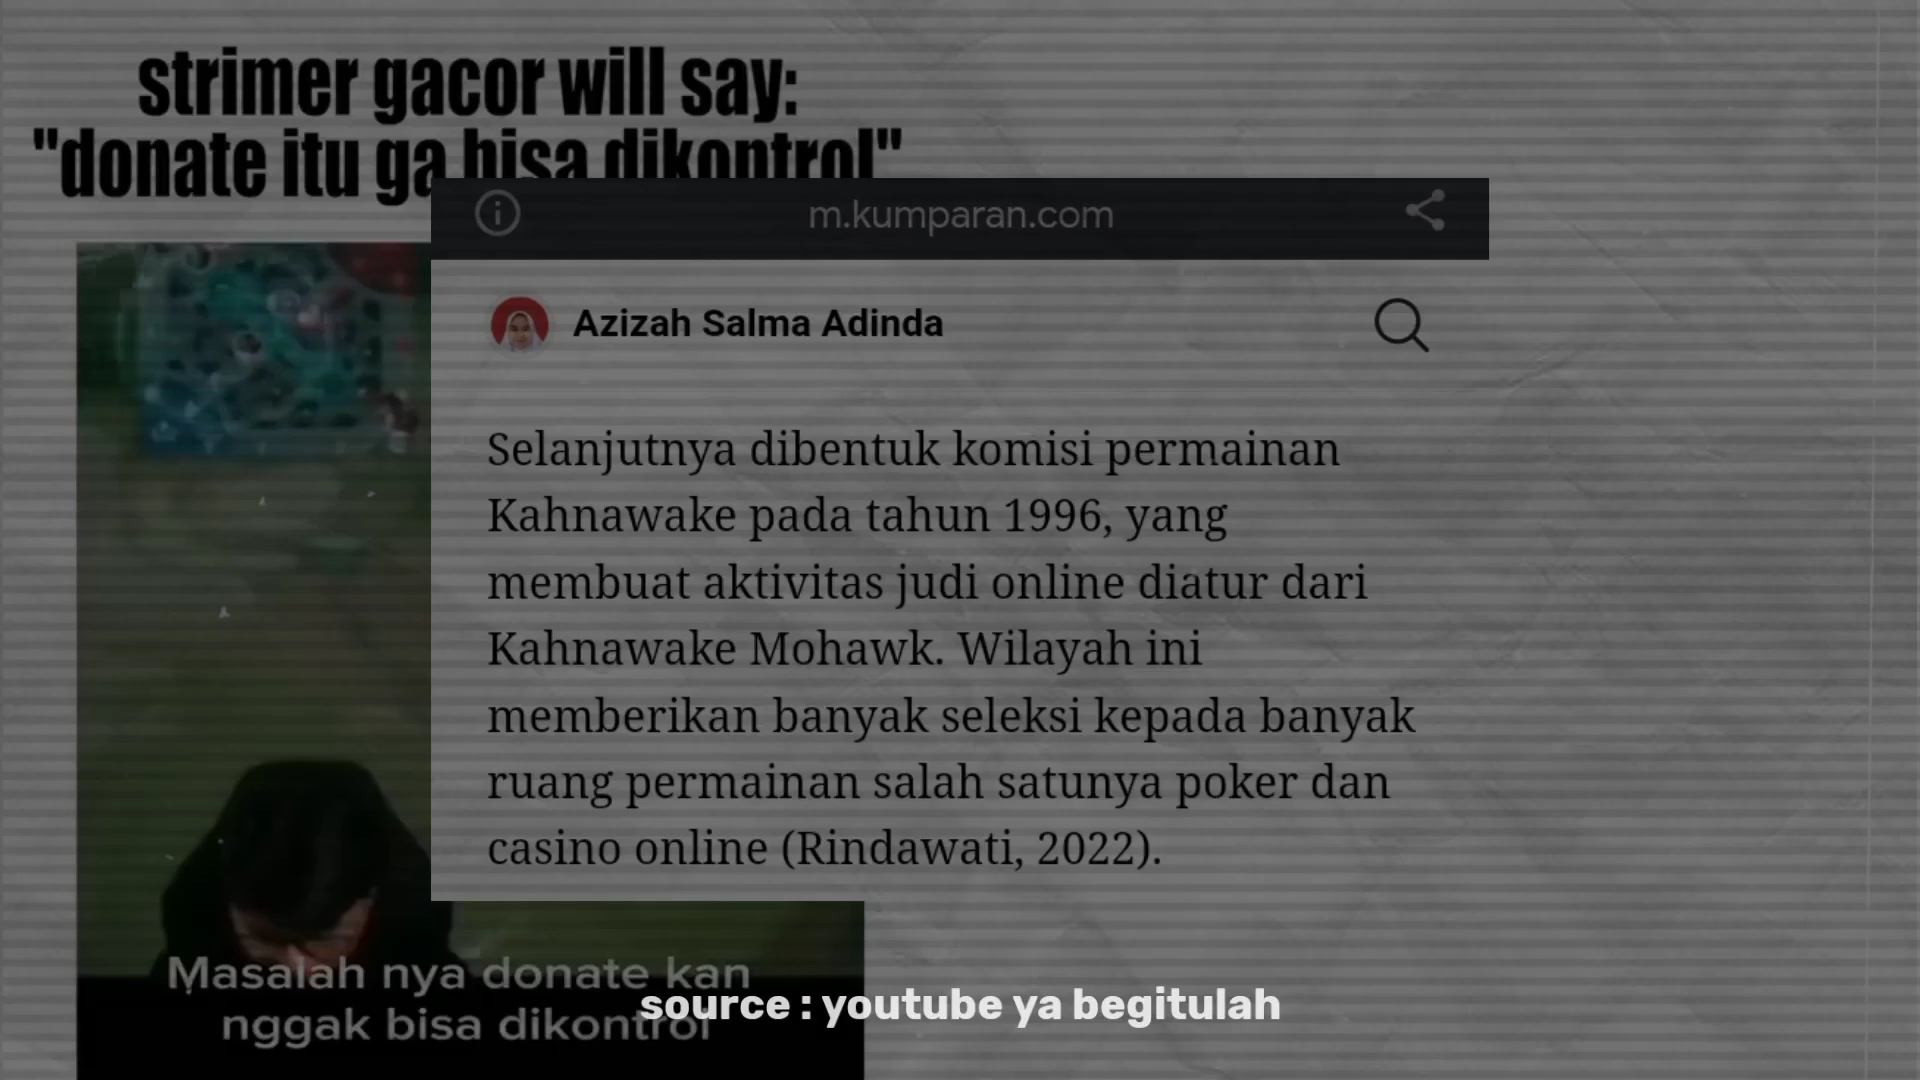 strimer gacor will say:
"donate itu ga bisa dikontrol"
m.kumparan.com
Azizah Salma Adinda
Selanjutnya dibentuk komisi permainan
Kahnawake pada tahun 1996, yang
membuat aktivitas judi online diatur dari
Kahnawake Mohawk. Wilayah ini
memberikan banyak seleksi kepada banyak
ruang permainan salah satunya poker dan
casino online (Rindawati, 2022).
Masalah nya donate kan
nggak bisa dikontrol
source : youtube ya begitulah